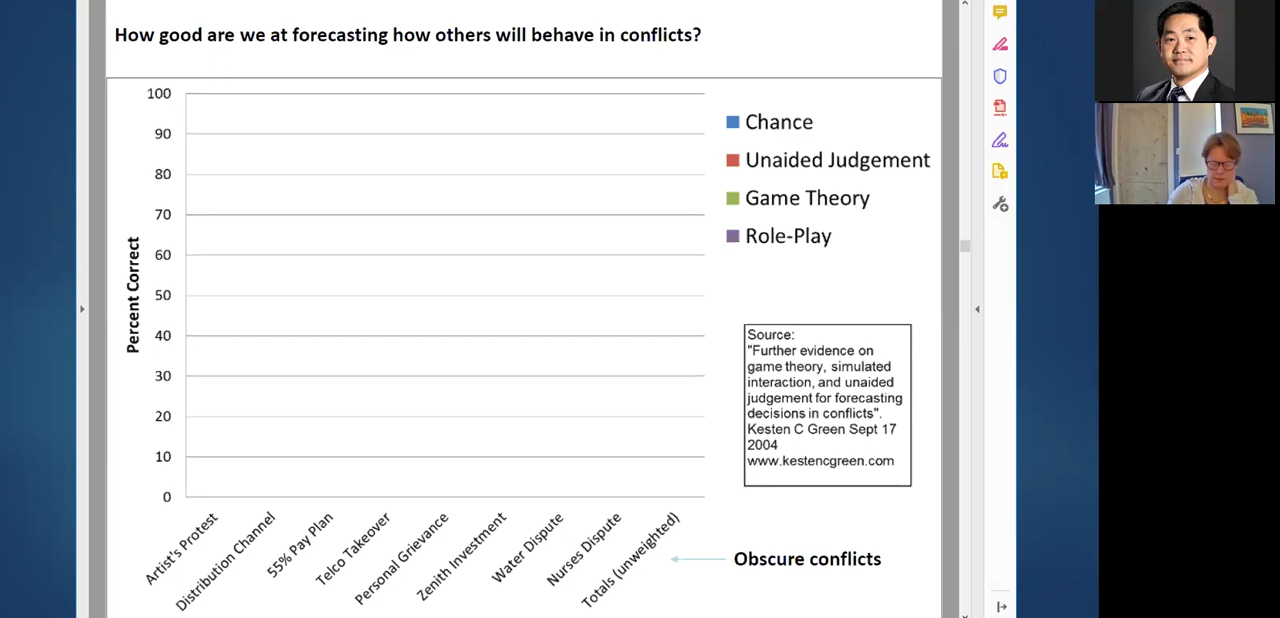 How good are we at forecasting how others will behave in conflicts?
100
90
80
70
60
50
40
30
20
10
0
Percent Correct
Artist's Protest
Distribution Channel
55% Pay Plan
Telco Takeover
Personal Grievance
Zenith Investment
Water Dispute
Nurses Dispute
Totals (unweighted)
Chance
Unaided Judgement
Game Theory
Role-Play
Source:
"Further evidence on
game theory, simulated
interaction, and unaided
judgement for forecasting
decisions in conflicts".
Kesten C Green Sept 17
2004
www.kestencgreen.com
Obscure conflicts